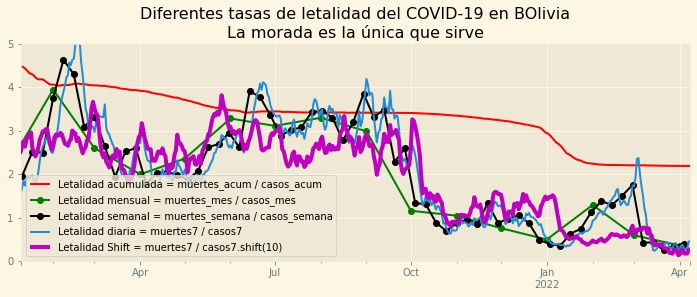 Diferentes tasas de letalidad del COVID-19 en BOlivia
La morada es la única que sirve
5
4
3
2
1
0
Letalidad acumulada = muertes_acum / casos_acum
Letalidad mensual = muertes_mes / casos_mes
Letalidad semanal = muertes_semana / casos_semana
Letalidad diaria = muertes7 / casos7
Letalidad Shift = muertes7 / casos7.shift(10)
Apr
Jul
Oct
Jan
2022
Apr